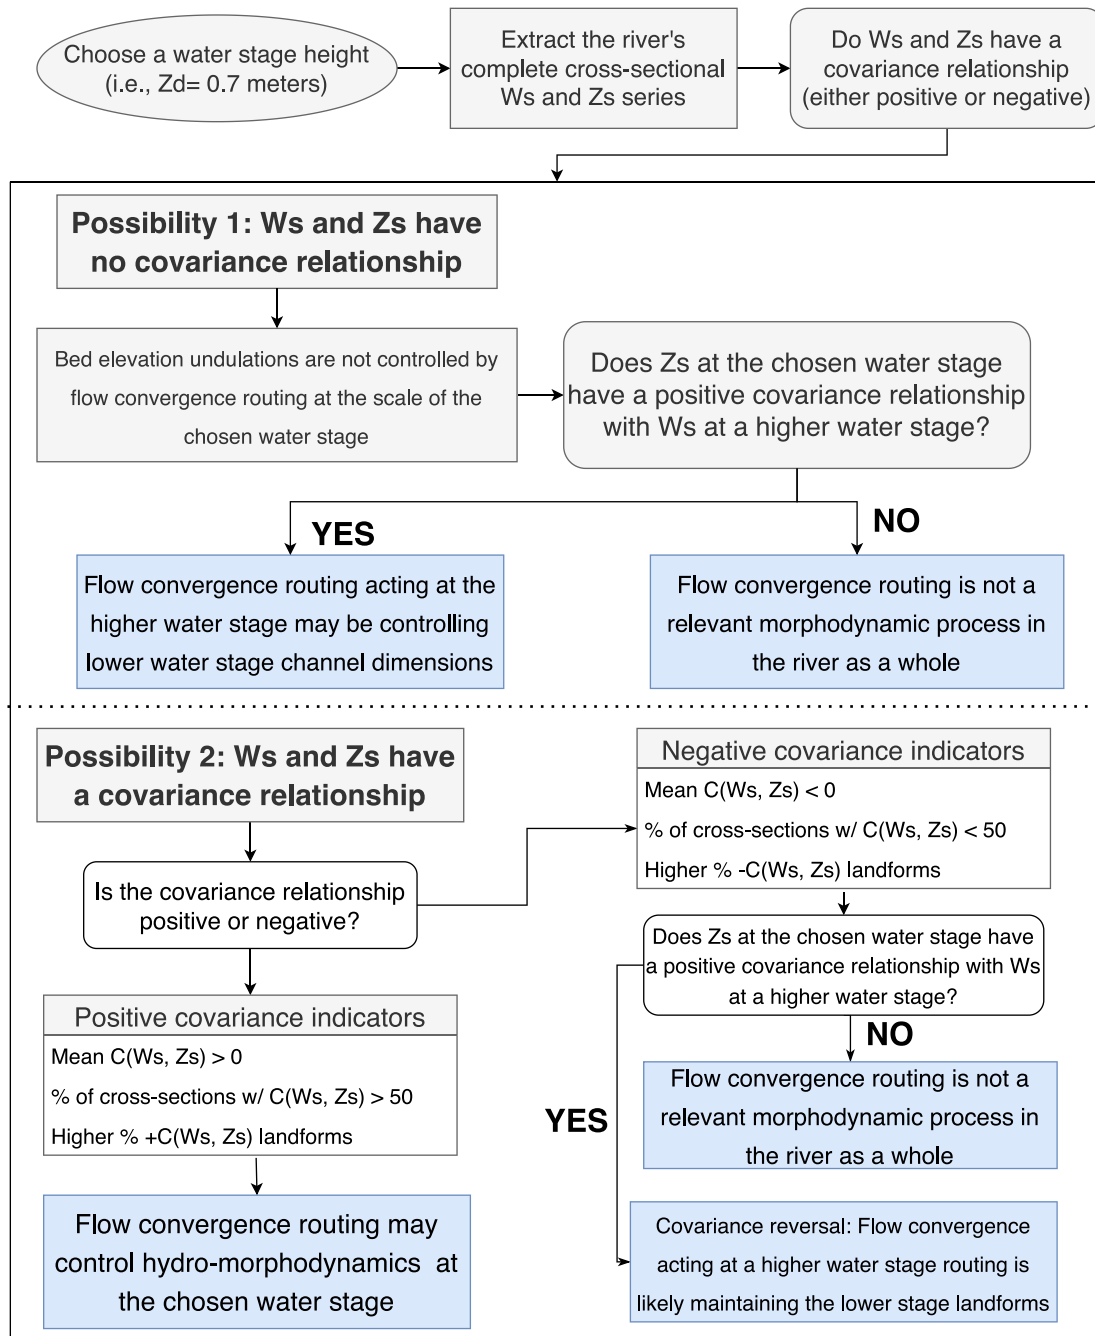 Choose a water stage height
(i.e., Zd= 0.7 meters)
Extract the river's
complete cross-sectional
Ws and Zs series
Do Ws and Zs have a
covariance relationship
(either positive or negative)
Possibility 1: Ws and Zs have
no covariance relationship
Bed elevation undulations are not controlled by
flow convergence routing at the scale of the
chosen water stage
Does Zs at the chosen water stage
have a positive covariance relationship
with Ws at a higher water stage?
YES
NO
Flow convergence routing acting at the
higher water stage may be controlling
lower water stage channel dimensions
Flow convergence routing is not a
relevant morphodynamic process in
the river as a whole
Possibility 2: Ws and Zs have
a covariance relationship
Is the covariance relationship
positive or negative?
Positive covariance indicators
Mean C(Ws, Zs) > 0
% of cross-sections w/ C(Ws, Zs) > 50
Higher % +C(Ws, Zs) landforms
Flow convergence routing may
control hydro-morphodynamics at
the chosen water stage
Negative covariance indicators
Mean C(Ws, Zs) < 0
% of cross-sections w/ C(Ws, Zs) < 50
Higher % -C(Ws, Zs) landforms
Does Zs at the chosen water stage have
a positive covariance relationship with Ws
at a higher water stage?
NO
YES
Flow convergence routing is not a
relevant morphodynamic process in
the river as a whole
Covariance reversal: Flow convergence
acting at a higher water stage routing is
likely maintaining the lower stage landforms